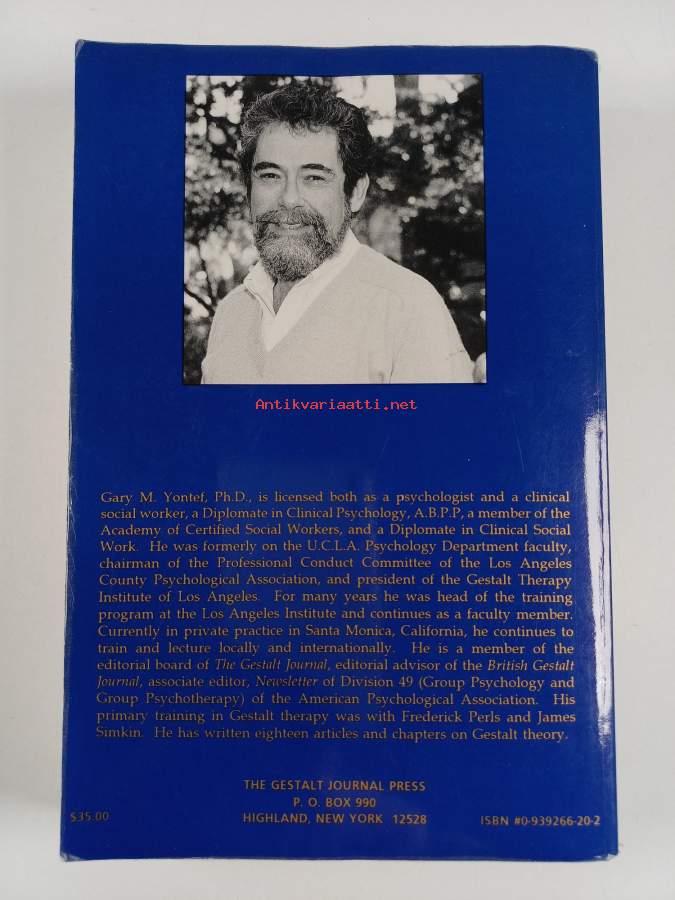 Antikvariaatti.net
Gary M. Yontef, Ph.D., is licensed both as a psychologist and a clinical
social worker, a Diplomate in Clinical Psychology, A.B.P.P, a member of the
Academy of Certified Social Workers, and a Diplomate in Clinical Social
Work. He was formerly on the U.C.L.A. Psychology Department faculty,
chairman of the Professional Conduct Committee of the Los Angeles
County Psychological Association, and president of the Gestalt Therapy
Institute of Los Angeles. For many years he was head of the training
program at the Los Angeles Institute and continues as a faculty member.
Currently in private practice in Santa Monica, California, he continues to
train and lecture locally and internationally. He is a member of the
editorial board of The Gestalt Journal, editorial advisor of the British Gestalt
Journal, associate editor, Newsletter of Division 49 (Group Psychology and
Group Psychotherapy) of the American Psychological Association. His
primary training in Gestalt therapy was with Frederick Perls and James
Simkin. He has written eighteen articles and chapters on Gestalt theory.
THE GESTALT JOURNAL PRESS
P. O. BOX 990
$35.00 HIGHLAND, NEW YORK 12528 ISBN #0-939266-20-2